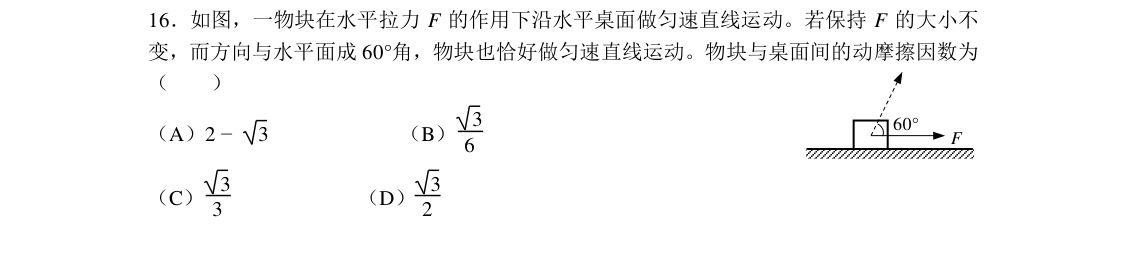 16．如图，一物块在水平拉力 F 的作用下沿水平桌面做匀速直线运动。若保持 F 的大小不
变，而方向与水平面成 60°角，物块也恰好做匀速直线运动。物块与桌面间的动摩擦因数为
（　　）
（A）2－√3　（B）√3/6
60°
F
（C）√3/3　（D）√3/2